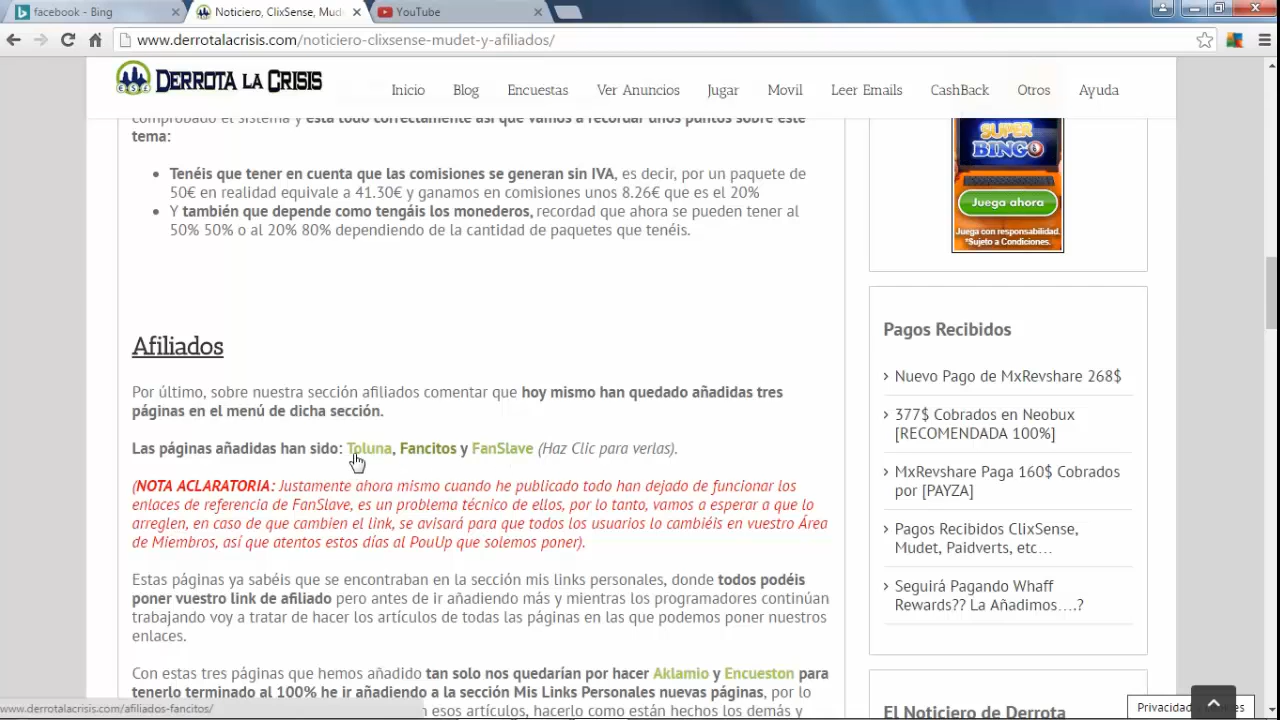 facebook - Bing
Noticiero, ClixSense, Mud
YouTube
www.derrotalacrisis.com/noticiero-clixsense-mudet-y-afiliados/
DERROTA LA CRISIS
Inicio Blog Encuestas Ver Anuncios Jugar Movil Leer Emails CashBack Otros Ayuda
comprobado el sistema y está todo correctamente así que vamos a recordar unos puntos sobre este
tema:
Tenéis que tener en cuenta que las comisiones se generan sin IVA, es decir, por un paquete de
50€ en realidad equivale a 41.30€ y ganamos en comisiones unos 8.26€ que es el 20%
Y también que depende como tengáis los monederos, recordad que ahora se pueden tener al
50% 50% o al 20% 80% dependiendo de la cantidad de paquetes que tenéis.
Afiliados
Por último, sobre nuestra sección afiliados comentar que hoy mismo han quedado añadidas tres
páginas en el menú de dicha sección.
Las páginas añadidas han sido: Toluna, Fancitos y FanSlave (Haz Clic para verlas).
(NOTA ACLARATORIA: Justamente ahora mismo cuando he publicado todo han dejado de funcionar los
enlaces de referencia de FanSlave, es un problema técnico de ellos, por lo tanto, vamos a esperar a que lo
arreglen, en caso de que cambien el link, se avisará para que todos los usuarios lo cambiéis en vuestro Área
de Miembros, así que atentos estos días al PouUp que solemos poner).
Estas páginas ya sabéis que se encontraban en la sección mis links personales, donde todos podéis
poner vuestro link de afiliado pero antes de ir añadiendo más y mientras los programadores continúan
trabajando voy a tratar de hacer los artículos de todas las páginas en las que podemos poner nuestros
enlaces.
Con estas tres páginas que hemos añadido tan solo nos quedarían por hacer Aklamio y Encueston para
tenerlo terminado al 100% he ir añadiendo a la sección Mis Links Personales nuevas páginas, por lo
en esos artículos, hacerlo como están hechos los demás y
www.derrotalacrisis.com/afiliados-fancitos/
SUPER
BINGO
Juega ahora
Juega con responsabilidad.
*Sujeto a Condiciones.
Pagos Recibidos
Nuevo Pago de MxRevshare 268$
377$ Cobrados en Neobux
[RECOMENDADA 100%]
MxRevshare Paga 160$ Cobrados
por [PAYZA]
Pagos Recibidos ClixSense,
Mudet, Paidverts, etc…
Seguirá Pagando Whaff
Rewards?? La Añadimos….?
El Noticiero de Derrota
Privacidad